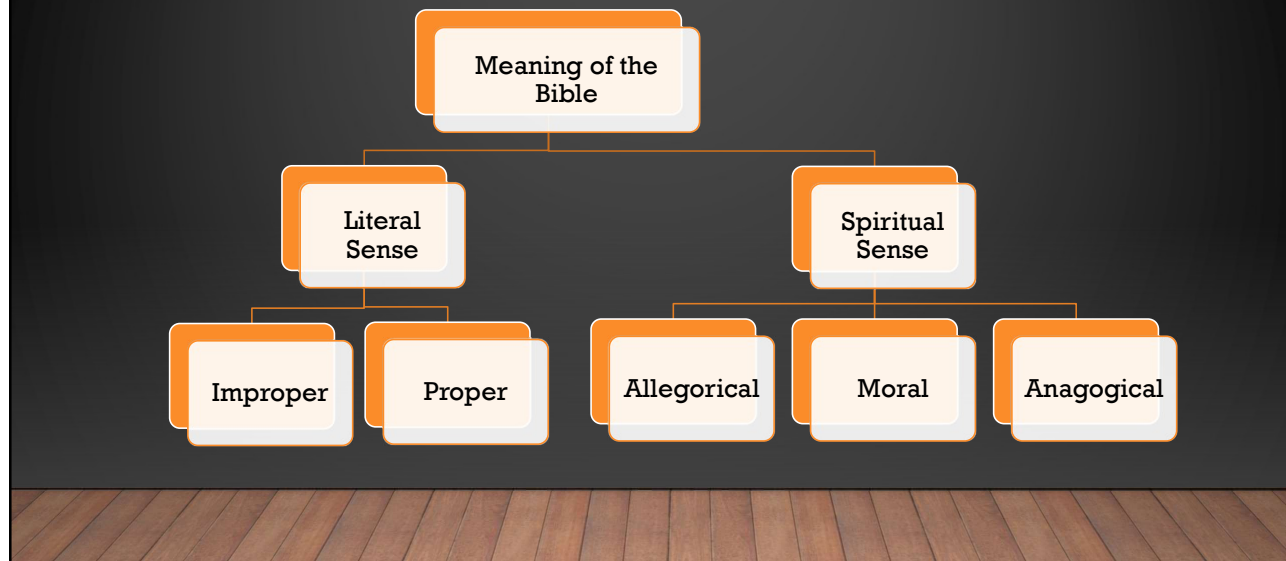 Meaning of the
Bible
Literal
Sense
Spiritual
Sense
Improper
Proper
Allegorical
Moral
Anagogical